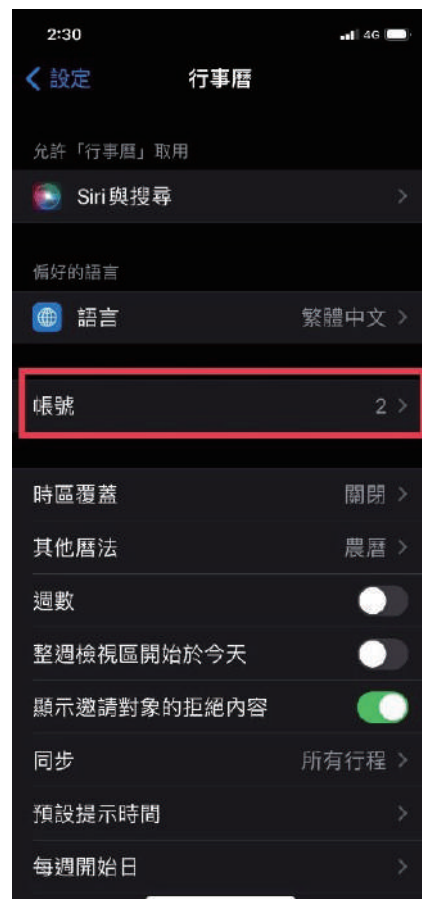 2:30 4G
設定 行事曆
允許「行事曆」取用
Siri 與搜尋
偏好的語言
語言 繁體中文
帳號 2
時區覆蓋 關閉
其他曆法 農曆
週數
整週檢視區開始於今天
顯示邀請對象的拒絕內容
同步 所有行程
預設提示時間
每週開始日